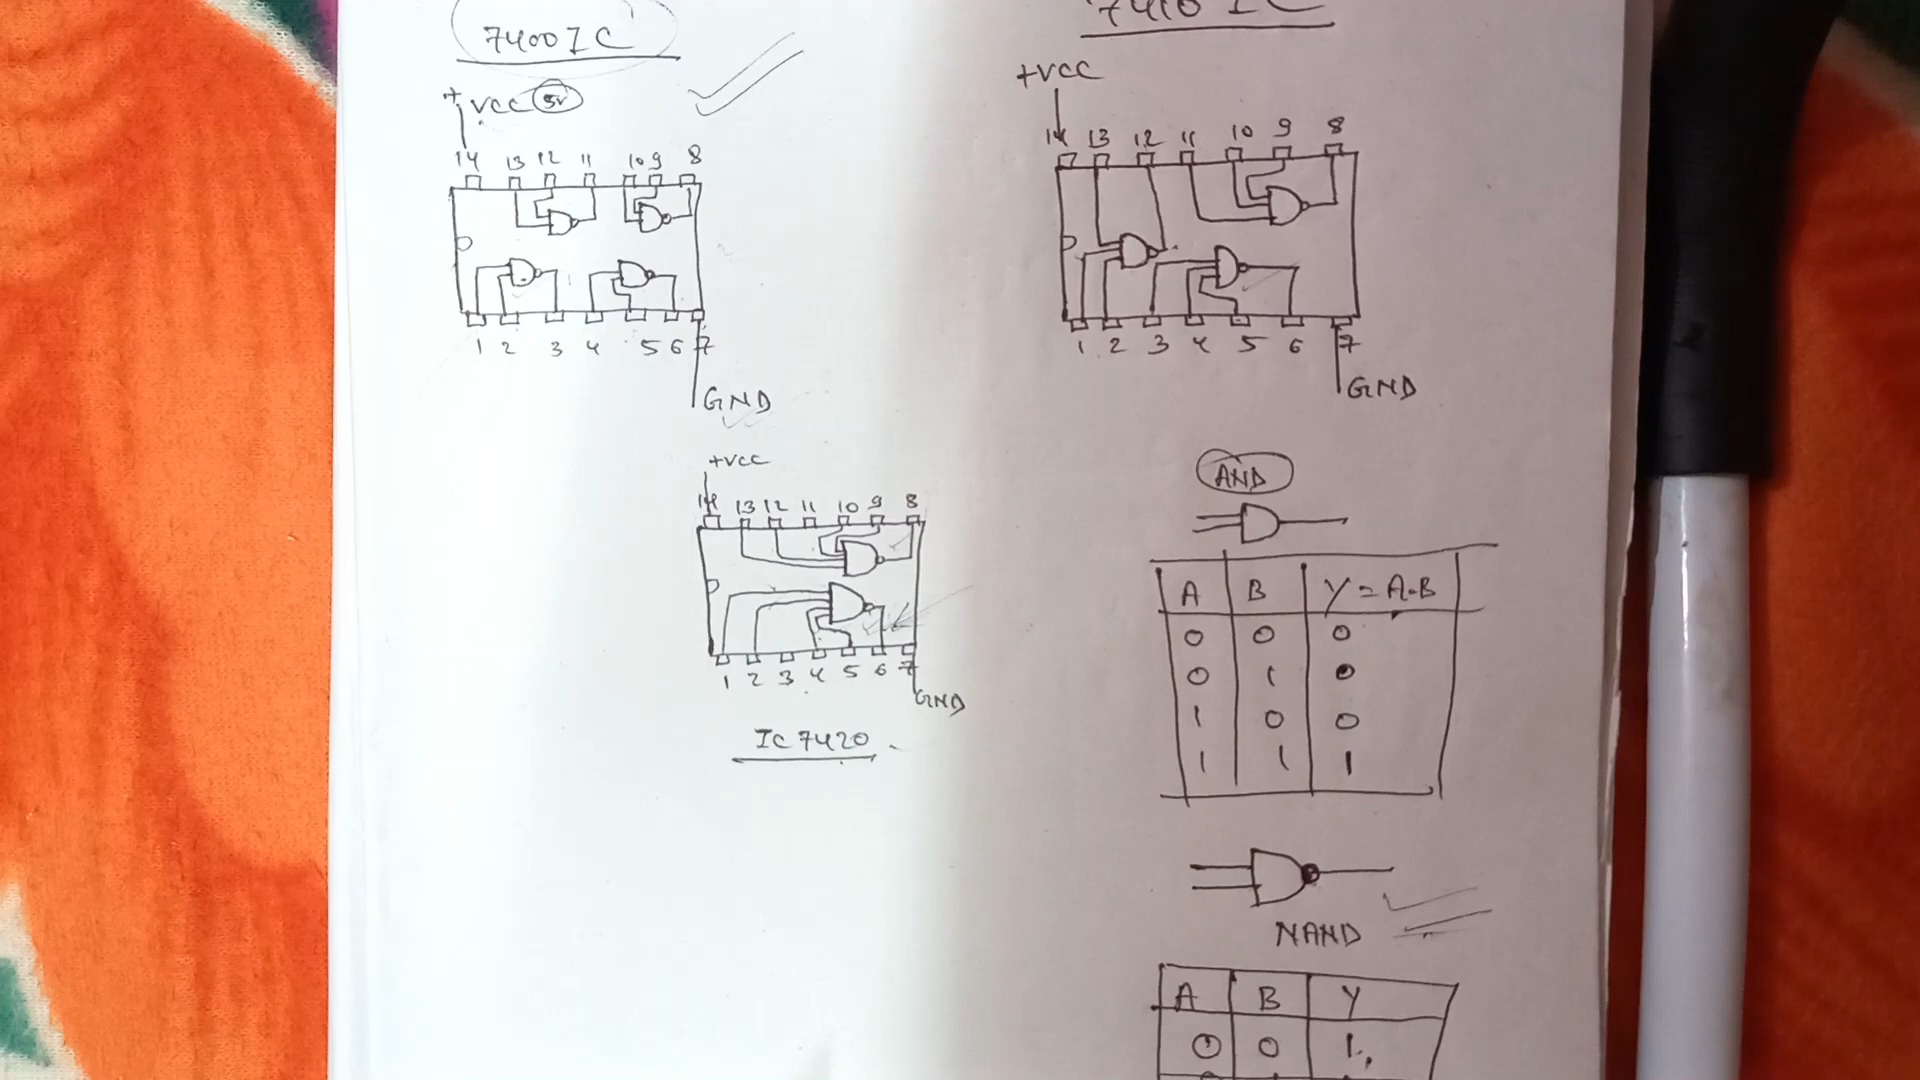 7400 IC
+VCC 5V
14 13 12 11 10 9 8
1 2 3 4 5 6 7
GND
7410 IC
+VCC
14 13 12 11 10 9 8
1 2 3 4 5 6 7
GND
+VCC
14 13 12 11 10 9 8
1 2 3 4 5 6 7
GND
IC 7420
AND
A B Y = A.B
0 0 0
0 1 0
1 0 0
1 1 1
NAND
A B Y
0 0 1